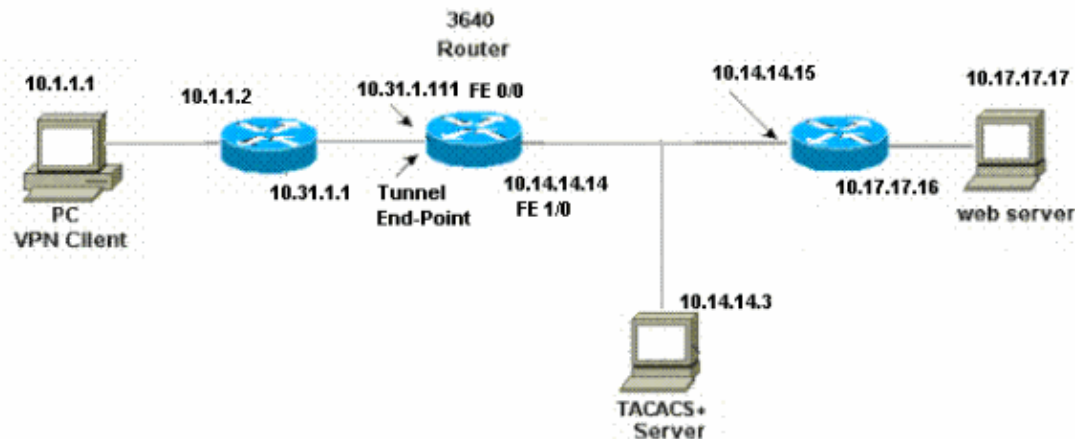 3640
Router
10.1.1.1
10.1.1.2
10.31.1.111 FE 0/0
10.14.14.15
10.17.17.17
10.31.1.1
Tunnel
End-Point
10.14.14.14
FE 1/0
10.17.17.16
PC
VPN Client
web server
10.14.14.3
TACACS+
Server